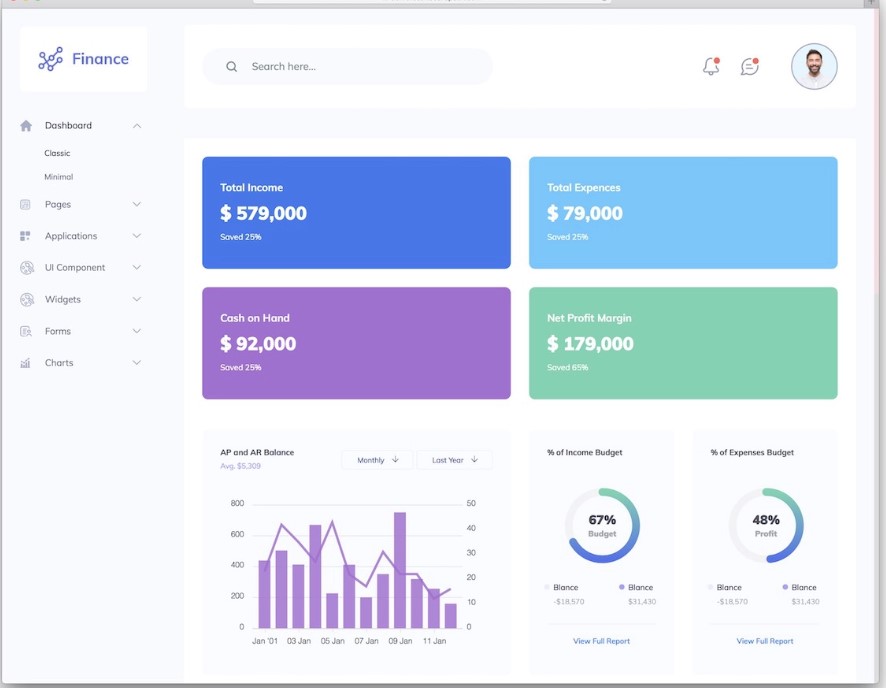 Finance
Search here...
Dashboard
Classic
Minimal
Pages
Applications
UI Component
Widgets
Forms
Charts
Total Income
$ 579,000
Saved 25%
Total Expences
$ 79,000
Saved 25%
Cash on Hand
$ 92,000
Saved 25%
Net Profit Margin
$ 179,000
Saved 65%
AP and AR Balance
Avg. $5,309
Monthly
Last Year
800
600
400
200
0
50
40
30
20
10
0
Jan '01 03 Jan 05 Jan 07 Jan 09 Jan 11 Jan
% of Income Budget
67%
Budget
Blance Blance
-$18,570 $31,430
View Full Report
% of Expenses Budget
48%
Profit
Blance Blance
-$18,570 $31,430
View Full Report